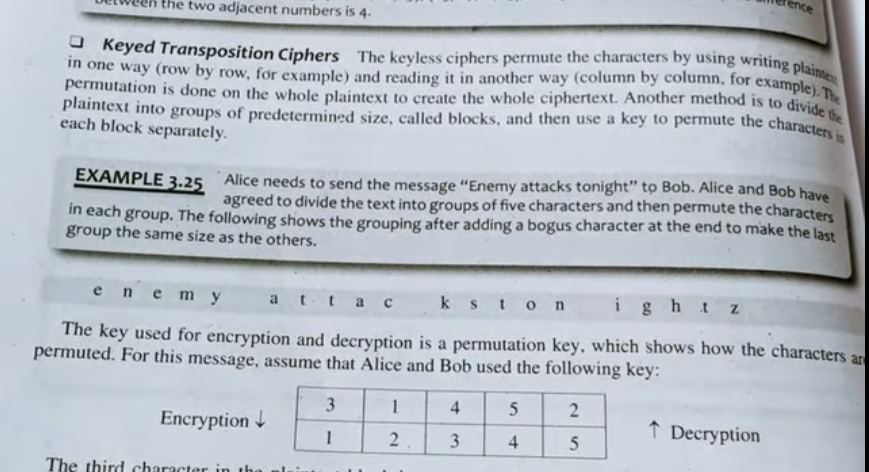 between the two adjacent numbers is 4.
❏ Keyed Transposition Ciphers The keyless ciphers permute the characters by using writing plaintext
in one way (row by row, for example) and reading it in another way (column by column, for example). The
permutation is done on the whole plaintext to create the whole ciphertext. Another method is to divide the
plaintext into groups of predetermined size, called blocks, and then use a key to permute the characters in
each block separately.
EXAMPLE 3.25 Alice needs to send the message “Enemy attacks tonight” to Bob. Alice and Bob have
agreed to divide the text into groups of five characters and then permute the characters
in each group. The following shows the grouping after adding a bogus character at the end to make the last
group the same size as the others.
e n e m y a t t a c k s t o n i g h t z
The key used for encryption and decryption is a permutation key, which shows how the characters are
permuted. For this message, assume that Alice and Bob used the following key:
3 1 4 5 2
Encryption ↓ ↑ Decryption
1 2 3 4 5
The third character in the